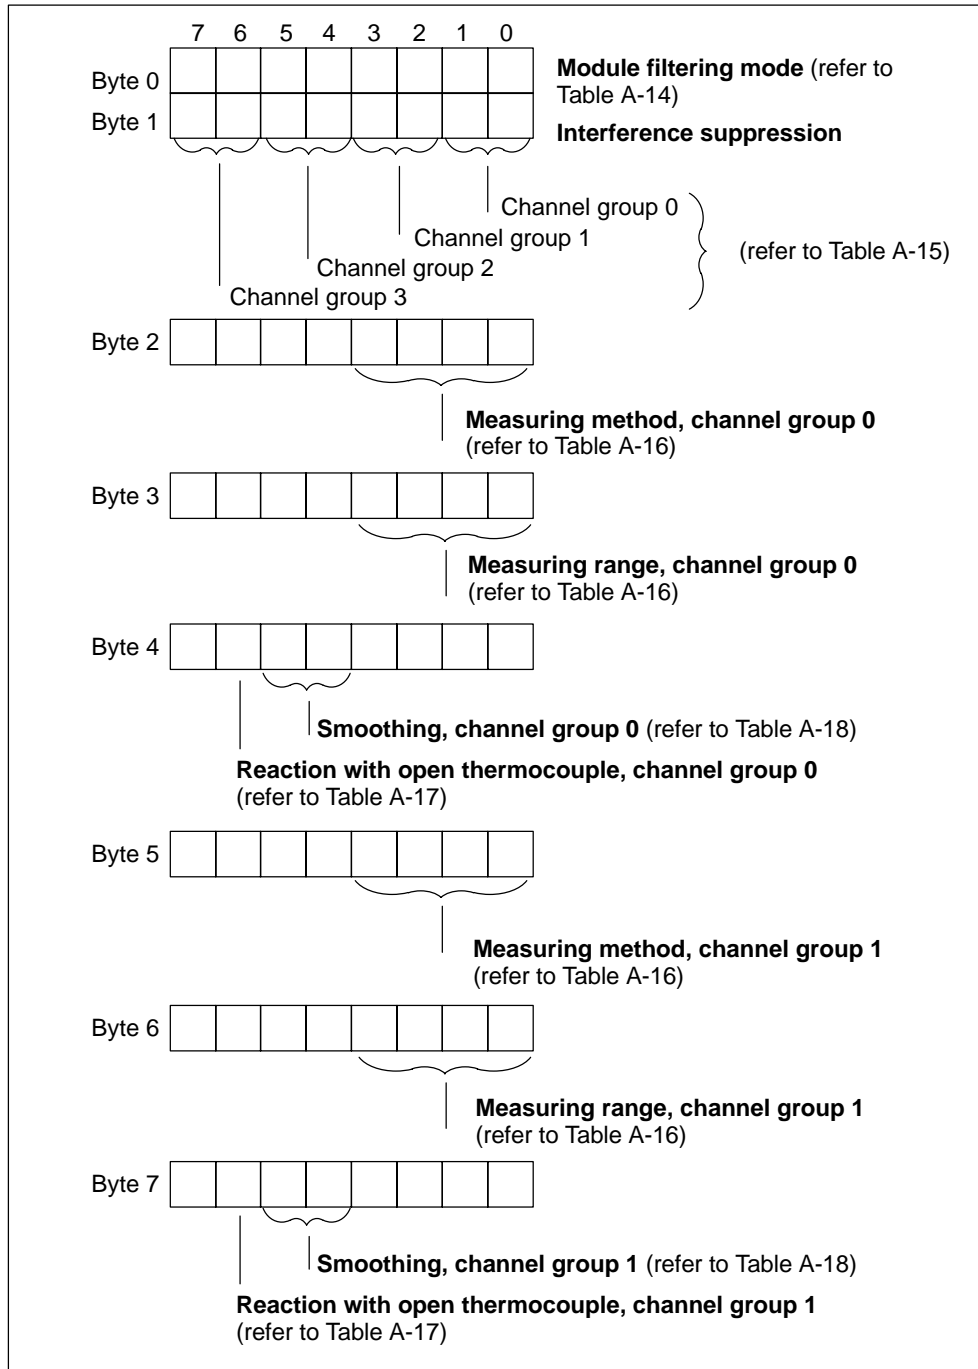 7 6 5 4 3 2 1 0
Byte 0
Module filtering mode (refer to
Table A-14)
Byte 1
Interference suppression
Channel group 0
Channel group 1
(refer to Table A-15)
Channel group 2
Channel group 3
Byte 2
Measuring method, channel group 0
(refer to Table A-16)
Byte 3
Measuring range, channel group 0
(refer to Table A-16)
Byte 4
Smoothing, channel group 0 (refer to Table A-18)
Reaction with open thermocouple, channel group 0
(refer to Table A-17)
Byte 5
Measuring method, channel group 1
(refer to Table A-16)
Byte 6
Measuring range, channel group 1
(refer to Table A-16)
Byte 7
Smoothing, channel group 1 (refer to Table A-18)
Reaction with open thermocouple, channel group 1
(refer to Table A-17)